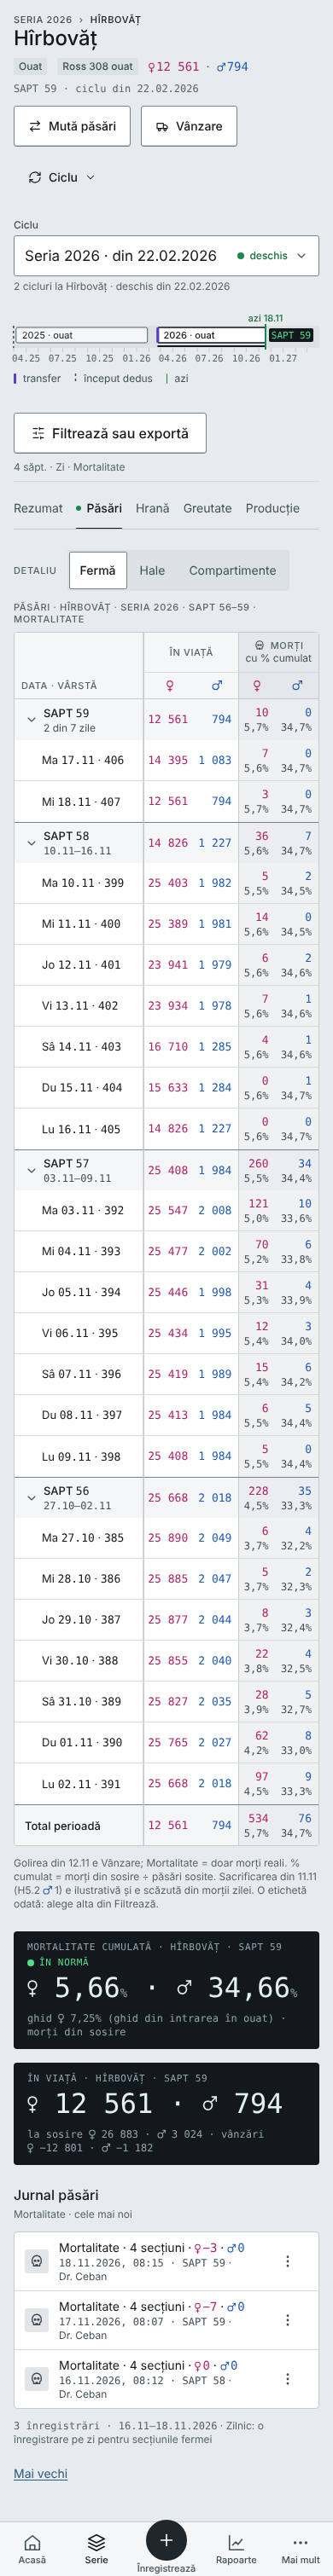 SERIA 2026 › HÎRBOVĂȚ
Hîrbovăț
Ouat Ross 308 ouat ♀12 561 · ♂794
SAPT 59 · ciclu din 22.02.2026
Mută păsări Vânzare
Ciclu
Ciclu
Seria 2026 · din 22.02.2026 deschis
2 cicluri la Hîrbovăț · deschis din 22.02.2026
azi 18.11
2025 · ouat 2026 · ouat SAPT 59
04.25 07.25 10.25 01.26 04.26 07.26 10.26 01.27
transfer început dedus azi
Filtrează sau exportă
4 săpt. · Zi · Mortalitate
Rezumat Păsări Hrană Greutate Producție
DETALIU Fermă Hale Compartimente
PĂSĂRI · HÎRBOVĂȚ · SERIA 2026 · SAPT 56–59 ·
MORTALITATE
DATA · VÂRSTĂ ÎN VIAȚĂ MORȚI
cu % cumulat
♀ ♂ ♀ ♂
SAPT 59 12 561 794 10 0
2 din 7 zile 5,7% 34,7%
Ma 17.11 · 406 14 395 1 083 7 0
5,6% 34,7%
Mi 18.11 · 407 12 561 794 3 0
5,7% 34,7%
SAPT 58 14 826 1 227 36 7
10.11–16.11 5,6% 34,7%
Ma 10.11 · 399 25 403 1 982 5 2
5,5% 34,5%
Mi 11.11 · 400 25 389 1 981 14 0
5,6% 34,5%
Jo 12.11 · 401 23 941 1 979 6 2
5,6% 34,6%
Vi 13.11 · 402 23 934 1 978 7 1
5,6% 34,6%
Sâ 14.11 · 403 16 710 1 285 4 1
5,6% 34,6%
Du 15.11 · 404 15 633 1 284 0 1
5,6% 34,7%
Lu 16.11 · 405 14 826 1 227 0 0
5,6% 34,7%
SAPT 57 25 408 1 984 260 34
03.11–09.11 5,5% 34,4%
Ma 03.11 · 392 25 547 2 008 121 10
5,0% 33,6%
Mi 04.11 · 393 25 477 2 002 70 6
5,2% 33,8%
Jo 05.11 · 394 25 446 1 998 31 4
5,3% 33,9%
Vi 06.11 · 395 25 434 1 995 12 3
5,4% 34,0%
Sâ 07.11 · 396 25 419 1 989 15 6
5,4% 34,2%
Du 08.11 · 397 25 413 1 984 6 5
5,5% 34,4%
Lu 09.11 · 398 25 408 1 984 5 0
5,5% 34,4%
SAPT 56 25 668 2 018 228 35
27.10–02.11 4,5% 33,3%
Ma 27.10 · 385 25 890 2 049 6 4
3,7% 32,2%
Mi 28.10 · 386 25 885 2 047 5 2
3,7% 32,3%
Jo 29.10 · 387 25 877 2 044 8 3
3,7% 32,4%
Vi 30.10 · 388 25 855 2 040 22 4
3,8% 32,5%
Sâ 31.10 · 389 25 827 2 035 28 5
3,9% 32,7%
Du 01.11 · 390 25 765 2 027 62 8
4,2% 33,0%
Lu 02.11 · 391 25 668 2 018 97 9
4,5% 33,3%
Total perioadă 12 561 794 534 76
5,7% 34,7%
Golirea din 12.11 e Vânzare; Mortalitate = doar morți reali. %
cumulat = morți din sosire ÷ păsări sosite. Sacrificarea din 11.11
(H5.2 ♂ 1) e ilustrativă și e scăzută din morții zilei. O etichetă
odată: alege alta din Filtrează.
MORTALITATE CUMULATĂ · HÎRBOVĂȚ · SAPT 59
ÎN NORMĂ
♀ 5,66% · ♂ 34,66%
ghid ♀ 7,25% (ghid din intrarea în ouat) ·
morți din sosire
ÎN VIAȚĂ · HÎRBOVĂȚ · SAPT 59
♀ 12 561 · ♂ 794
la sosire ♀ 26 883 · ♂ 3 024 · vânzări
♀ −12 801 · ♂ −1 182
Jurnal păsări
Mortalitate · cele mai noi
Mortalitate · 4 secțiuni · ♀−3 · ♂0
18.11.2026, 08:15 · SAPT 59 ·
Dr. Ceban
Mortalitate · 4 secțiuni · ♀−7 · ♂0
17.11.2026, 08:07 · SAPT 59 ·
Dr. Ceban
Mortalitate · 4 secțiuni · ♀0 · ♂0
16.11.2026, 08:12 · SAPT 58 ·
Dr. Ceban
3 înregistrări · 16.11–18.11.2026 · Zilnic: o
înregistrare pe zi pentru secțiunile fermei
Mai vechi
Acasă Serie Înregistrează Rapoarte Mai mult